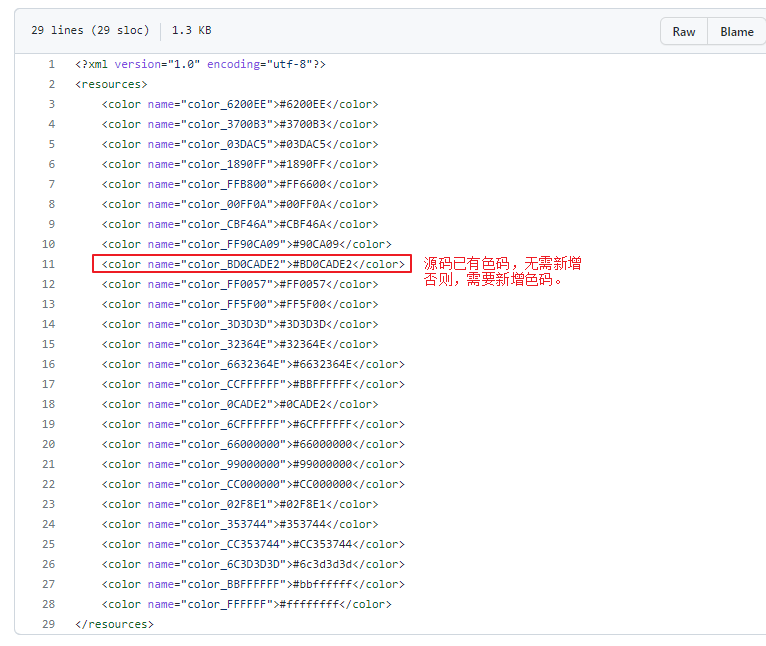 29 lines (29 sloc) 1.3 KB Raw Blame
1 <?xml version="1.0" encoding="utf-8"?>
2 <resources>
3 <color name="color_6200EE">#6200EE</color>
4 <color name="color_3700B3">#3700B3</color>
5 <color name="color_03DAC5">#03DAC5</color>
6 <color name="color_1890FF">#1890FF</color>
7 <color name="color_FFB800">#FF6600</color>
8 <color name="color_00FF0A">#00FF0A</color>
9 <color name="color_CBF46A">#CBF46A</color>
10 <color name="color_FF90CA09">#90CA09</color>
11 <color name="color_BD0CADE2">#BD0CADE2</color> 源码已有色码，无需新增
否则，需要新增色码。
12 <color name="color_FF0057">#FF0057</color>
13 <color name="color_FF5F00">#FF5F00</color>
14 <color name="color_3D3D3D">#3D3D3D</color>
15 <color name="color_32364E">#32364E</color>
16 <color name="color_6632364E">#6632364E</color>
17 <color name="color_CCFFFFFF">#BBFFFFFF</color>
18 <color name="color_0CADE2">#0CADE2</color>
19 <color name="color_6CFFFFFF">#6CFFFFFF</color>
20 <color name="color_66000000">#66000000</color>
21 <color name="color_99000000">#99000000</color>
22 <color name="color_CC000000">#CC000000</color>
23 <color name="color_02F8E1">#02F8E1</color>
24 <color name="color_353744">#353744</color>
25 <color name="color_CC353744">#CC353744</color>
26 <color name="color_6C3D3D3D">#6c3d3d3d</color>
27 <color name="color_BBFFFFFF">#bbffffff</color>
28 <color name="color_FFFFFF">#ffffffff</color>
29 </resources>